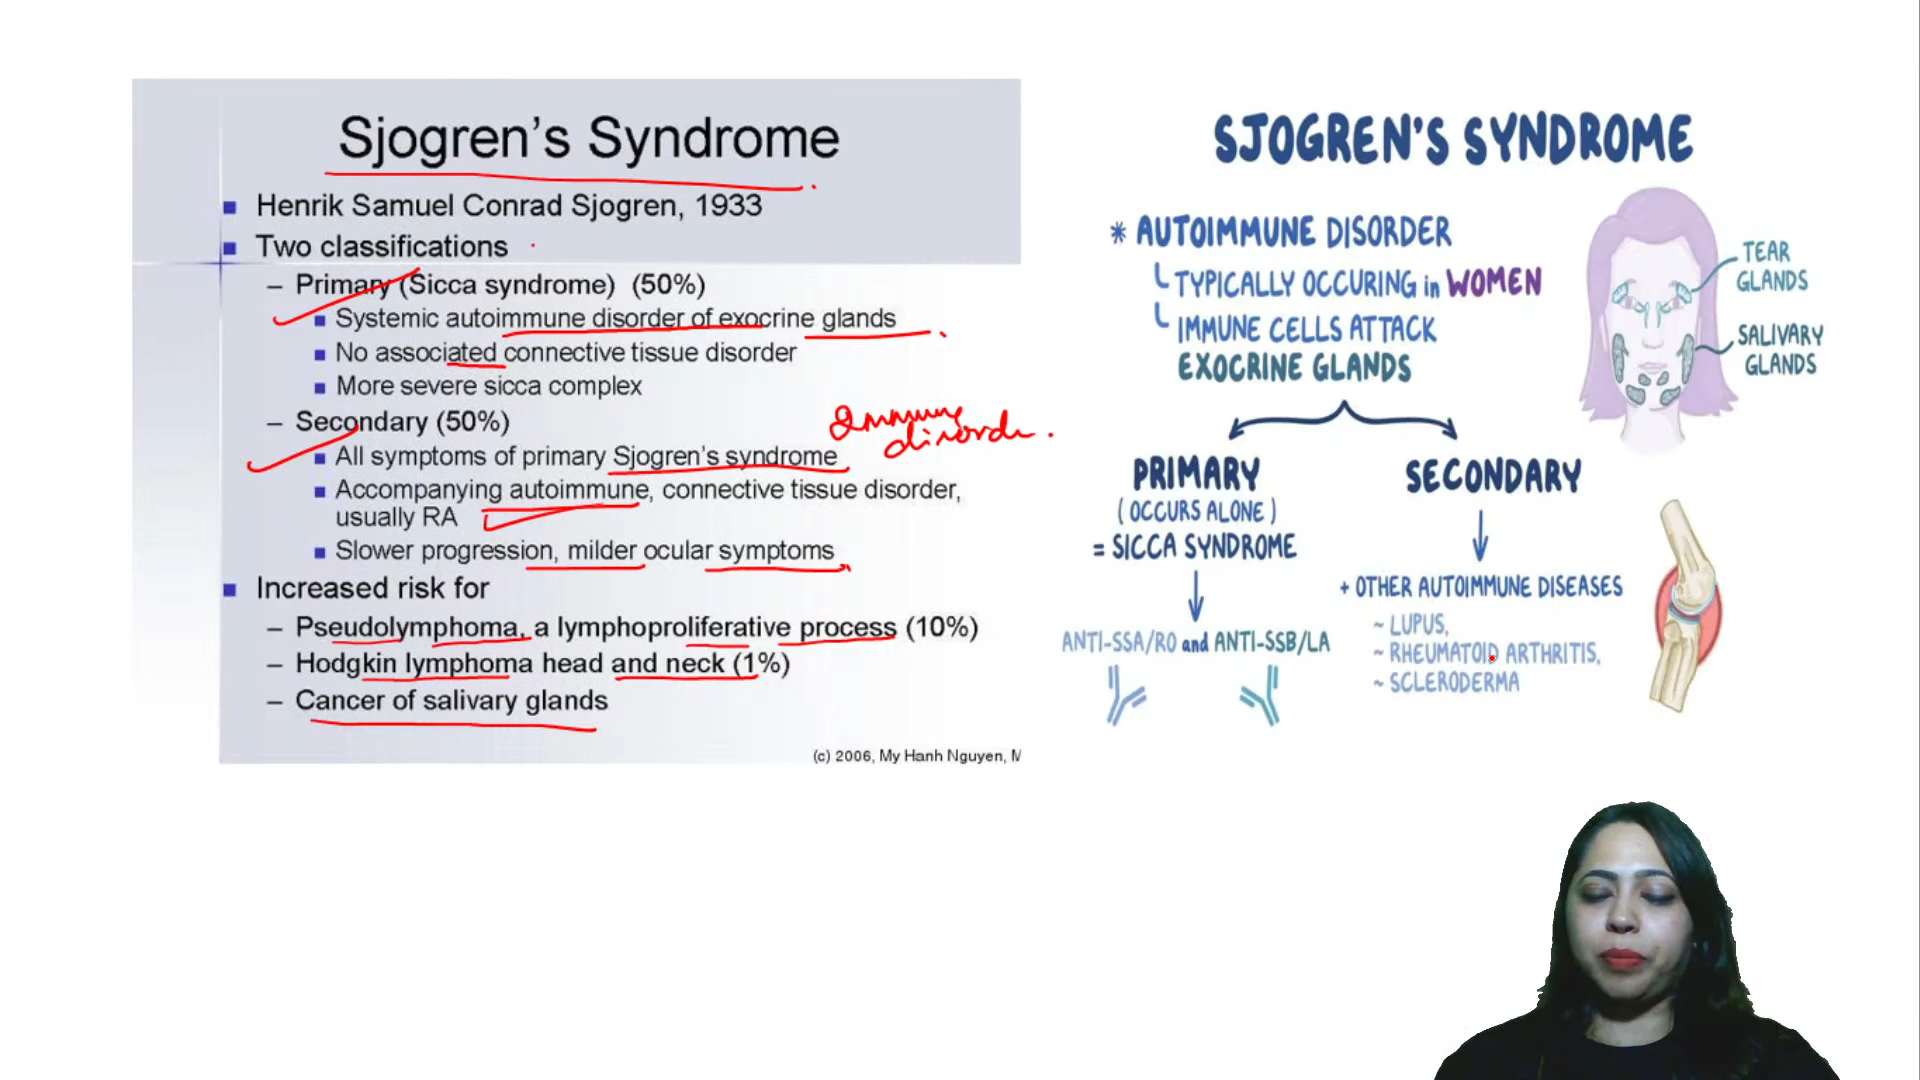 Sjogren's Syndrome
Henrik Samuel Conrad Sjogren, 1933
Two classifications
– Primary (Sicca syndrome) (50%)
Systemic autoimmune disorder of exocrine glands
No associated connective tissue disorder
More severe sicca complex
– Secondary (50%)
Immune
disorder.
All symptoms of primary Sjogren's syndrome
Accompanying autoimmune, connective tissue disorder,
usually RA
Slower progression, milder ocular symptoms
Increased risk for
– Pseudolymphoma, a lymphoproliferative process (10%)
– Hodgkin lymphoma head and neck (1%)
– Cancer of salivary glands
(c) 2006, My Hanh Nguyen, M
SJOGREN'S SYNDROME
* AUTOIMMUNE DISORDER
TYPICALLY OCCURING in WOMEN
IMMUNE CELLS ATTACK
EXOCRINE GLANDS
TEAR
GLANDS
SALIVARY
GLANDS
PRIMARY
(OCCURS ALONE)
= SICCA SYNDROME
ANTI-SSA/RO and ANTI-SSB/LA
SECONDARY
+ OTHER AUTOIMMUNE DISEASES
~ LUPUS,
~ RHEUMATOID ARTHRITIS,
~ SCLERODERMA